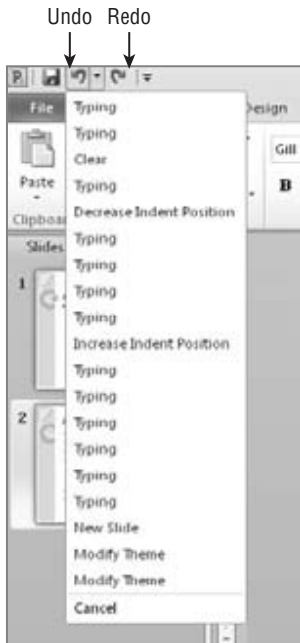 Undo Redo
P
File
Design
Paste
Gill
B
Clipboa
Slides
1
2
Typing
Typing
Clear
Typing
Decrease Indent Position
Typing
Typing
Typing
Typing
Increase Indent Position
Typing
Typing
Typing
Typing
Typing
Typing
New Slide
Modify Theme
Modify Theme
Cancel